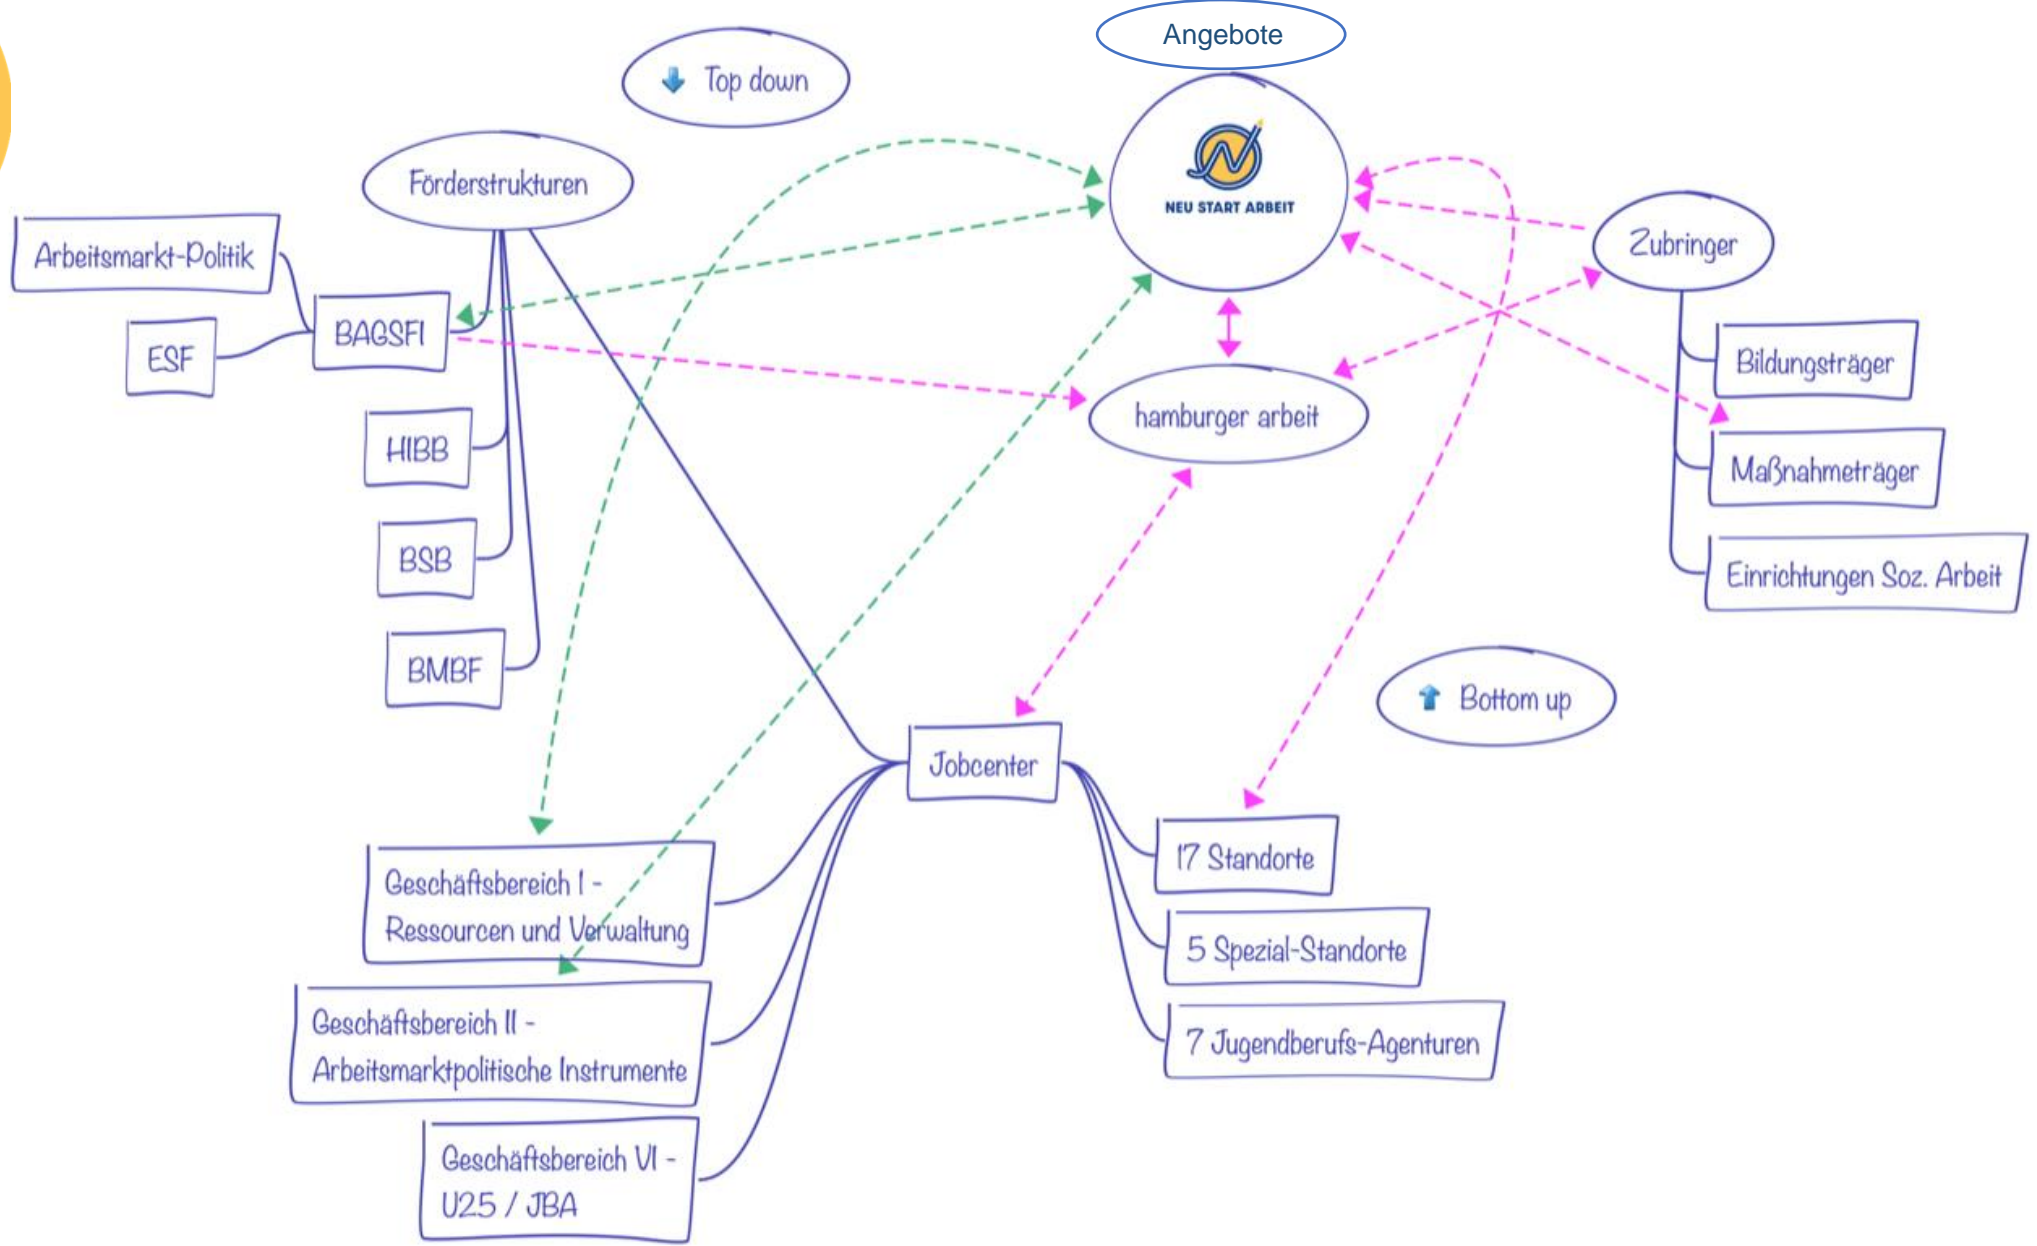 Angebote
Top down
NEU START ARBEIT
Förderstrukturen
Zubringer
Arbeitsmarkt-Politik
BAGSFI
ESF
Bildungsträger
hamburger arbeit
HIBB
Maßnahmeträger
BSB
Einrichtungen Soz. Arbeit
BMBF
Bottom up
Jobcenter
17 Standorte
Geschäftsbereich I -
Ressourcen und Verwaltung
5 Spezial-Standorte
Geschäftsbereich II -
Arbeitsmarktpolitische Instrumente
7 Jugendberufs-Agenturen
Geschäftsbereich VI -
U25 / JBA